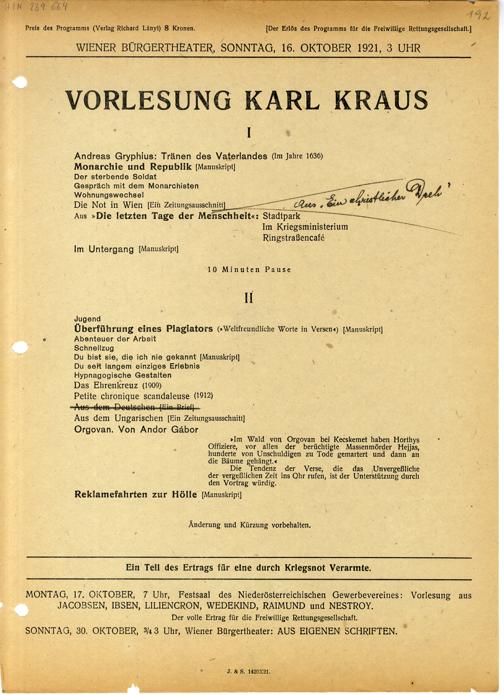 192
Preis des Programms (Verlag Richard Lányi) 8 Kronen. [Der Erlös des Programms für die Freiwillige Rettungsgesellschaft.]
WIENER BÜRGERTHEATER, SONNTAG, 16. OKTOBER 1921, 3 UHR
VORLESUNG KARL KRAUS
I
Andreas Gryphius: Tränen des Vaterlandes (Im Jahre 1636)
Monarchie und Republik [Manuskript]
Der sterbende Soldat
Gespräch mit dem Monarchisten
Wohnungswechsel
Die Not in Wien [Ein Zeitungsausschnitt]
Aus „Ein christlicher
Aus »Die letzten Tage der Menschheit«: Stadtpark
Im Kriegsministerium
Ringstraßencafé
Im Untergang [Manuskript]
10 Minuten Pause
II
Jugend
Überführung eines Plagiators (»Weltfreundliche Worte in Versen«) [Manuskript]
Abenteuer der Arbeit
Schnellzug
Du bist sie, die ich nie gekannt [Manuskript]
Du seit langem einziges Erlebnis
Hypnagogische Gestalten
Das Ehrenkreuz (1909)
Petite chronique scandaleuse (1912)
Aus dem Deutschen [Ein Brief]
Aus dem Ungarischen [Ein Zeitungsausschnitt]
Orgovan. Von Andor Gábor
»Im Wald von Orgovan bei Kecskemet haben Horthys
Offiziere, vor allen der berüchtigte Massenmörder Hejjas,
hunderte von Unschuldigen zu Tode gemartert und dann an
die Bäume gehängt.«
Die Tendenz der Verse, die das Unvergeßliche
der vergeßlichen Zeit ins Ohr rufen, ist der Unterstützung durch
den Vortrag würdig.
Reklamefahrten zur Hölle [Manuskript]
Änderung und Kürzung vorbehalten.
Ein Teil des Ertrags für eine durch Kriegsnot Verarmte.
MONTAG, 17. OKTOBER, 7 Uhr, Festsaal des Niederösterreichischen Gewerbevereines: Vorlesung aus
JACOBSEN, IBSEN, LILIENCRON, WEDEKIND, RAIMUND und NESTROY.
Der volle Ertrag für die Freiwillige Rettungsgesellschaft.
SONNTAG, 30. OKTOBER, ¾ 3 Uhr, Wiener Bürgertheater: AUS EIGENEN SCHRIFTEN.
J. & S. 14203/21.